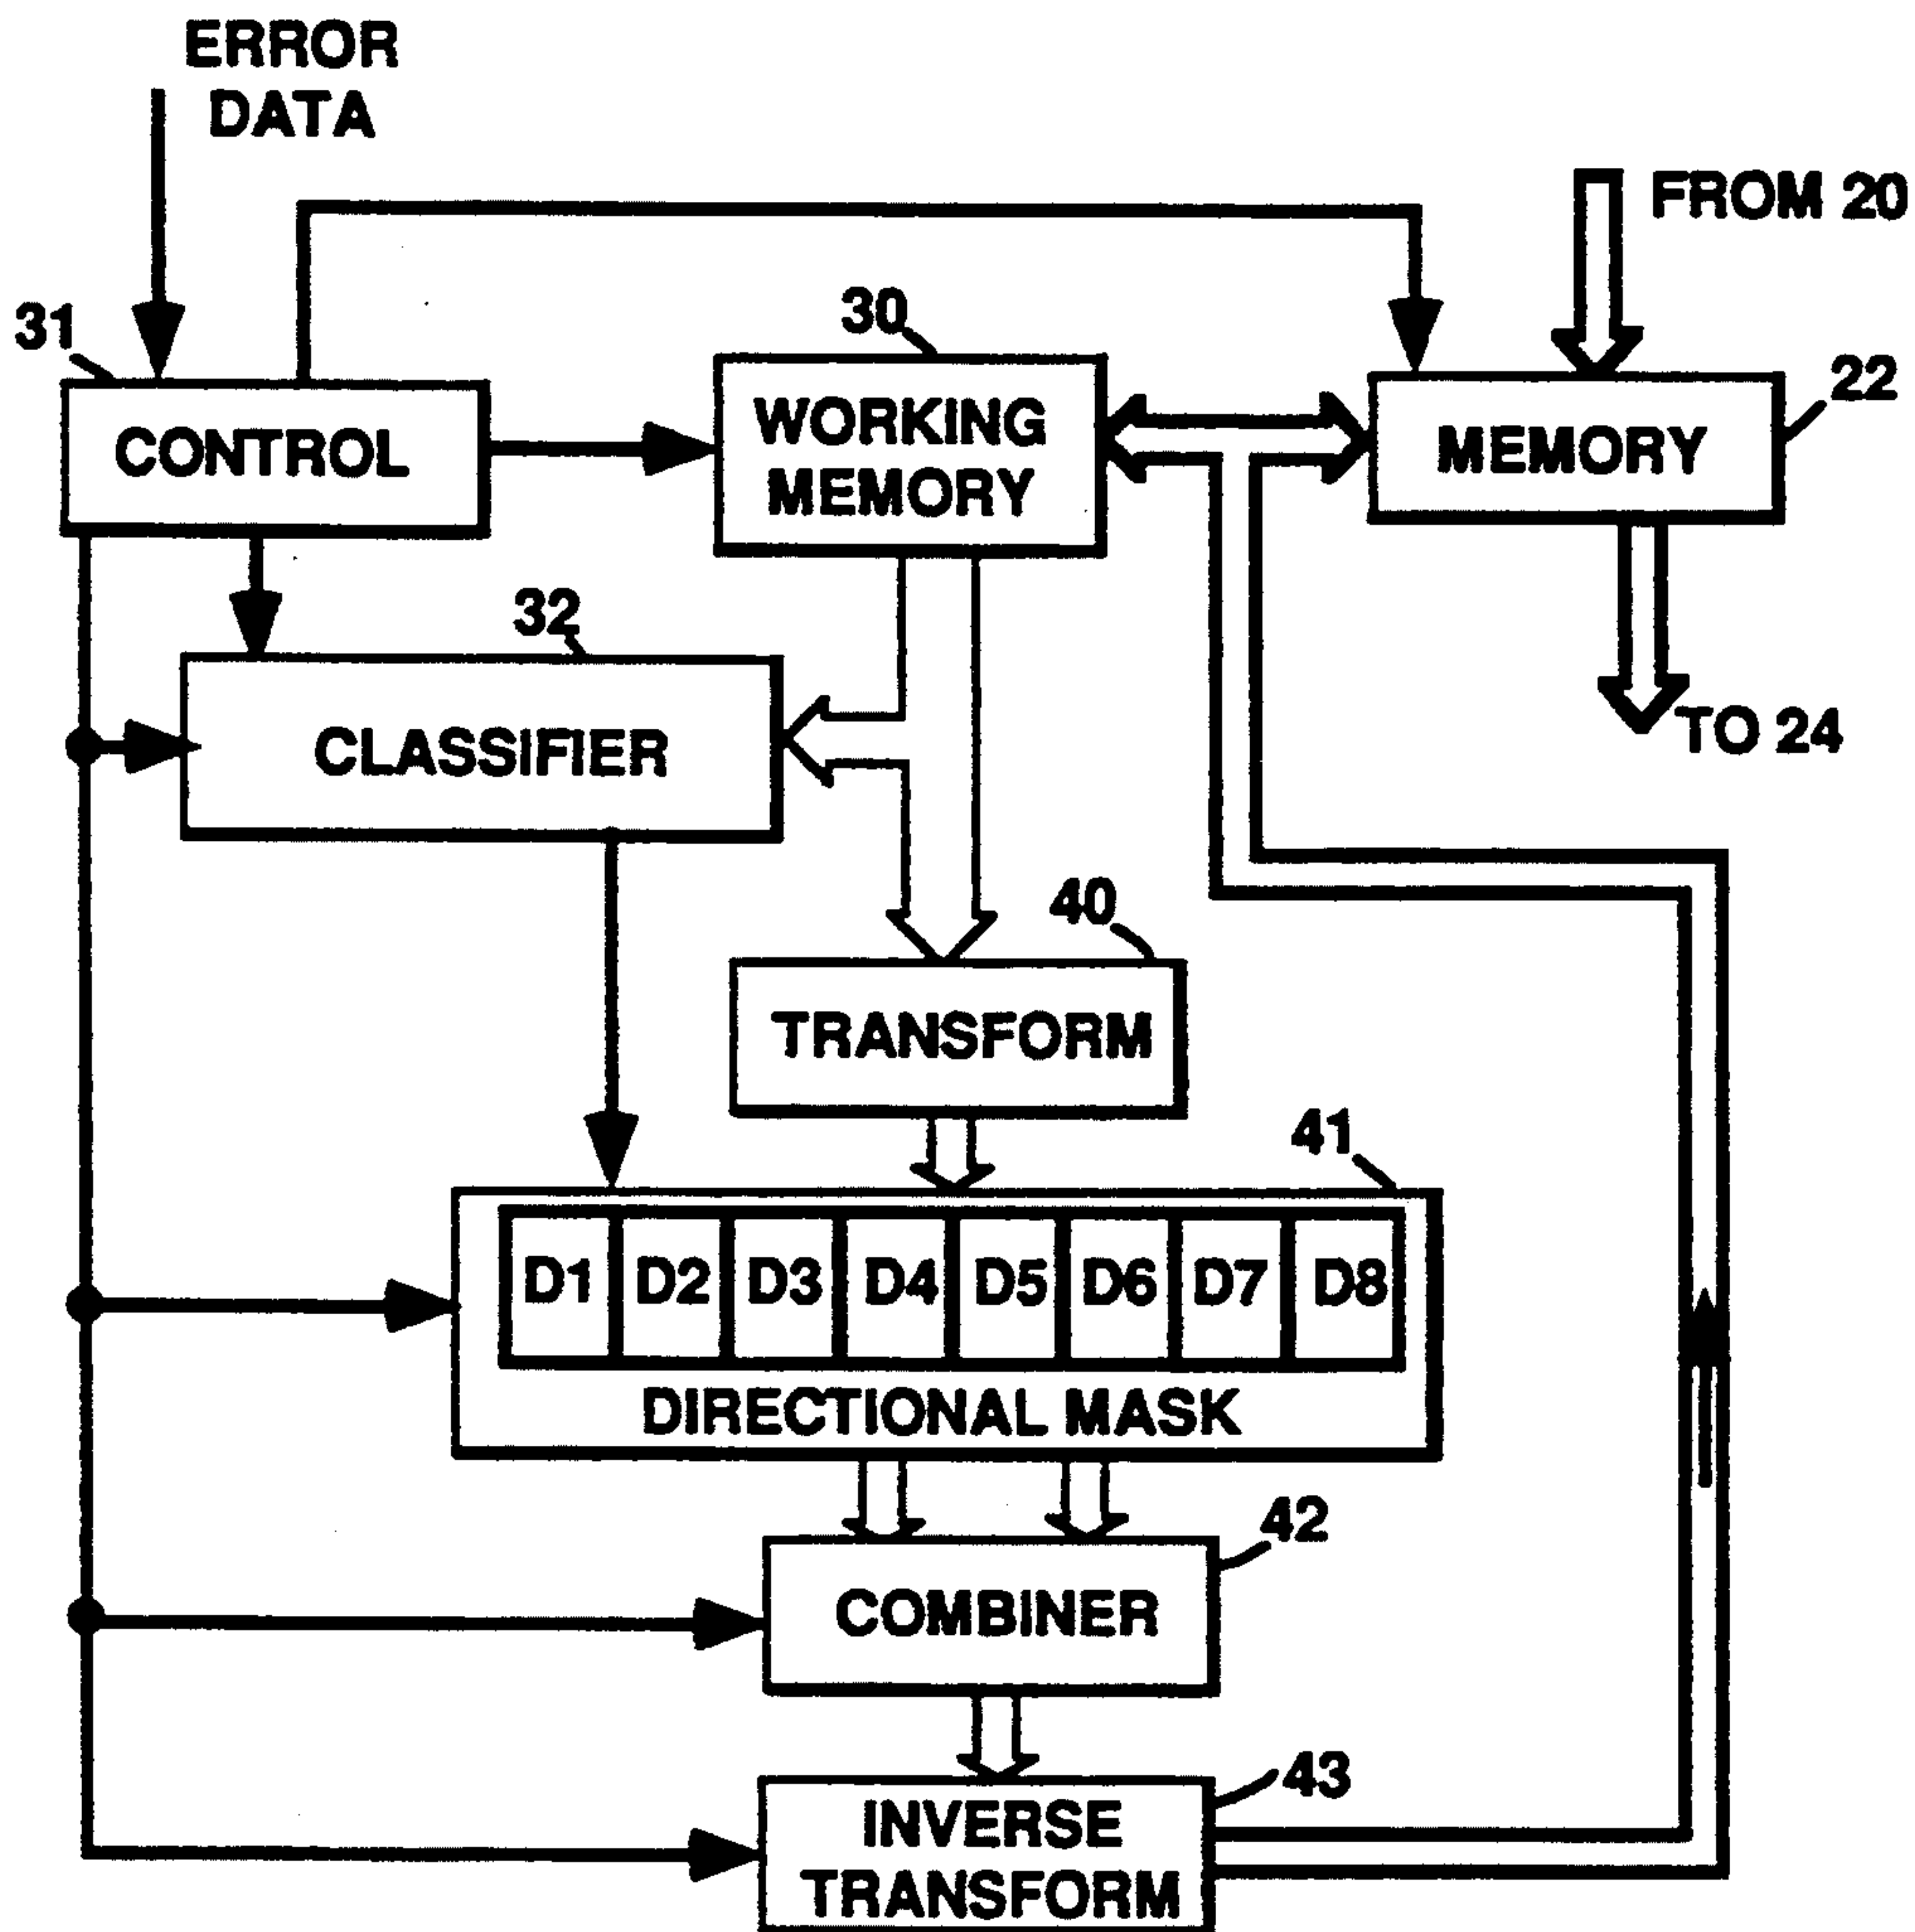 ERROR
DATA
FROM 20
31
30
22
CONTROL
WORKING
MEMORY
MEMORY
32
CLASSIFIER
TO 24
40
TRANSFORM
41
D1 D2 D3 D4 D5 D6 D7 D8
DIRECTIONAL MASK
42
COMBINER
43
INVERSE
TRANSFORM